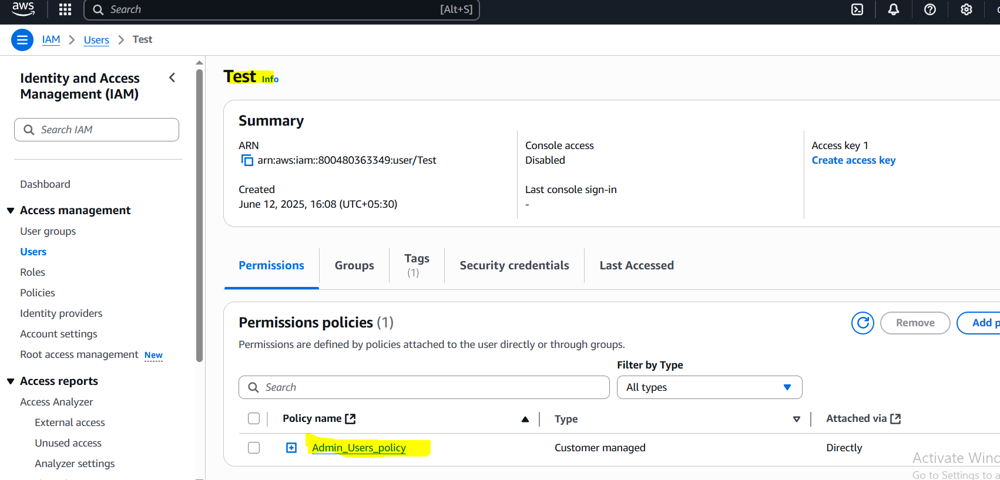 aws
Search [Alt+S]
IAM > Users > Test
Identity and Access
Management (IAM)
Search IAM
Dashboard
Access management
User groups
Users
Roles
Policies
Identity providers
Account settings
Root access management New
Access reports
Access Analyzer
External access
Unused access
Analyzer settings
Test Info
Summary
ARN
arn:aws:iam::800480363349:user/Test
Created
June 12, 2025, 16:08 (UTC+05:30)
Console access
Disabled
Last console sign-in
-
Access key 1
Create access key
Permissions
Groups
Tags
(1)
Security credentials
Last Accessed
Permissions policies (1)
Remove
Add p
Permissions are defined by policies attached to the user directly or through groups.
Filter by Type
Search
All types
Policy name Type Attached via
Admin_Users_policy Customer managed Directly
Activate Wind
Go to Settings to a